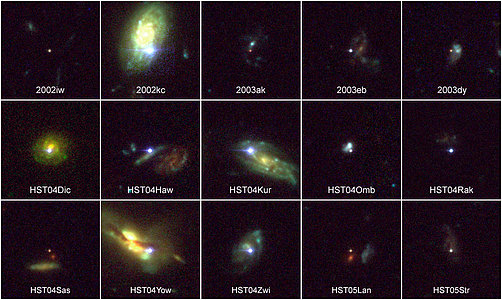 2002iw
2002kc
2003ak
2003eb
2003dy
HST04Dic
HST04Haw
HST04Kur
HST04Omb
HST04Rak
HST04Sas
HST04Yow
HST04Zwi
HST05Lan
HST05Str